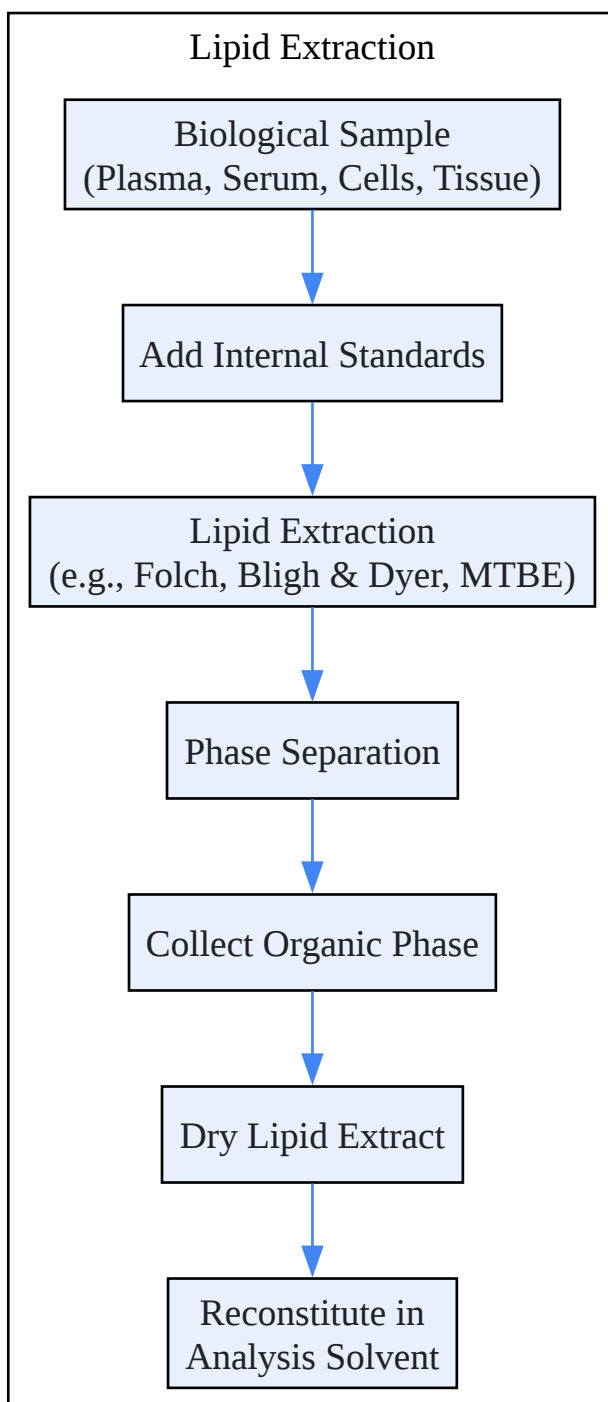 Lipid Extraction
Biological Sample
(Plasma, Serum, Cells, Tissue)
Add Internal Standards
Lipid Extraction
(e.g., Folch, Bligh & Dyer, MTBE)
Phase Separation
Collect Organic Phase
Dry Lipid Extract
Reconstitute in
Analysis Solvent